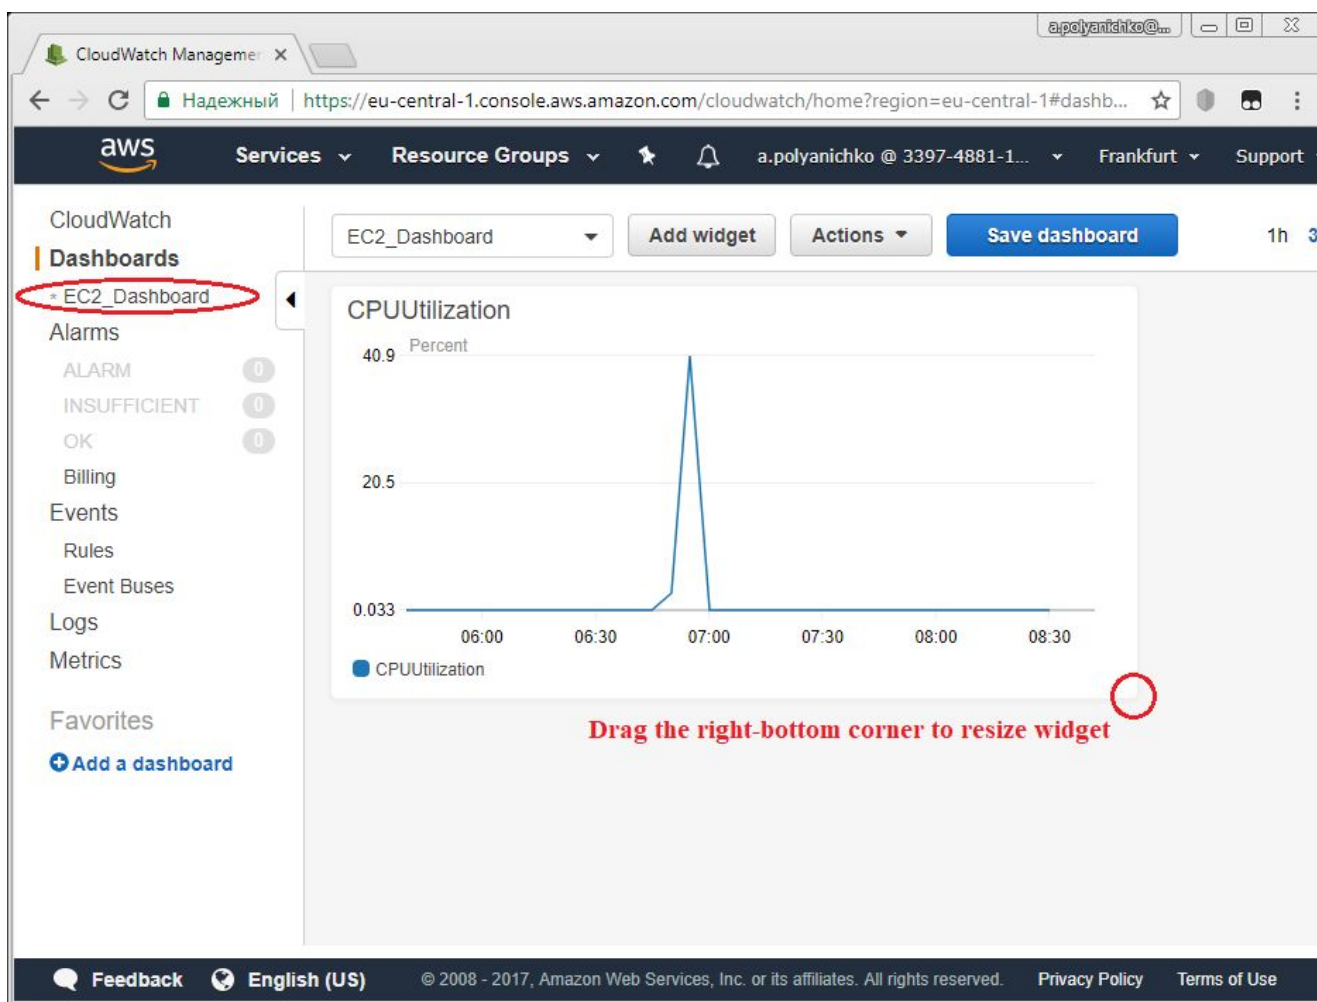 a.polyanichko@...
CloudWatch Managemer
Надежный | https://eu-central-1.console.aws.amazon.com/cloudwatch/home?region=eu-central-1#dashb...
aws Services Resource Groups a.polyanichko @ 3397-4881-1... Frankfurt Support
CloudWatch
Dashboards
* EC2_Dashboard
Alarms
ALARM 0
INSUFFICIENT 0
OK 0
Billing
Events
Rules
Event Buses
Logs
Metrics
Favorites
Add a dashboard
EC2_Dashboard Add widget Actions Save dashboard 1h 3
CPUUtilization
Percent
40.9
20.5
0.033
06:00 06:30 07:00 07:30 08:00 08:30
CPUUtilization
Drag the right-bottom corner to resize widget
Feedback English (US) © 2008 - 2017, Amazon Web Services, Inc. or its affiliates. All rights reserved. Privacy Policy Terms of Use